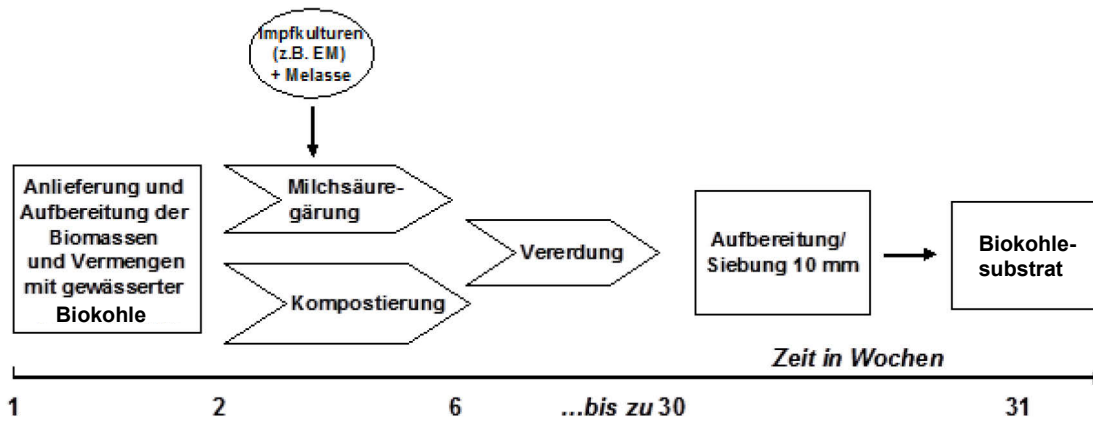 Impfkulturen
(z.B. EM)
+ Melasse
Anlieferung und
Aufbereitung der
Biomassen
und Vermengen
mit gewässerter
Biokohle
Milchsäure-
gärung
Kompostierung
Vererdung
Aufbereitung/
Siebung 10 mm
Biokohle-
substrat
Zeit in Wochen
1 2 6 ...bis zu 30 31